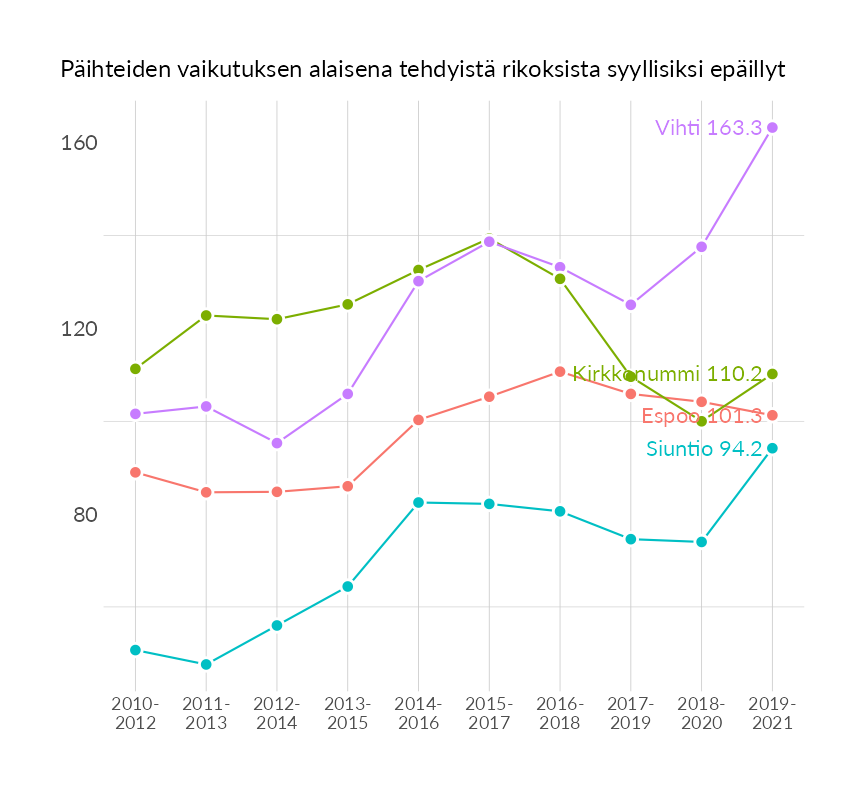 Päihteiden vaikutuksen alaisena tehdyistä rikoksista syyllisiksi epäillyt
160
120
80
Vihti 163.3
Kirkkonummi 110.2
Espoo 101.3
Siuntio 94.2
2010- 2011- 2012- 2013- 2014- 2015- 2016- 2017- 2018- 2019-
2012 2013 2014 2015 2016 2017 2018 2019 2020 2021